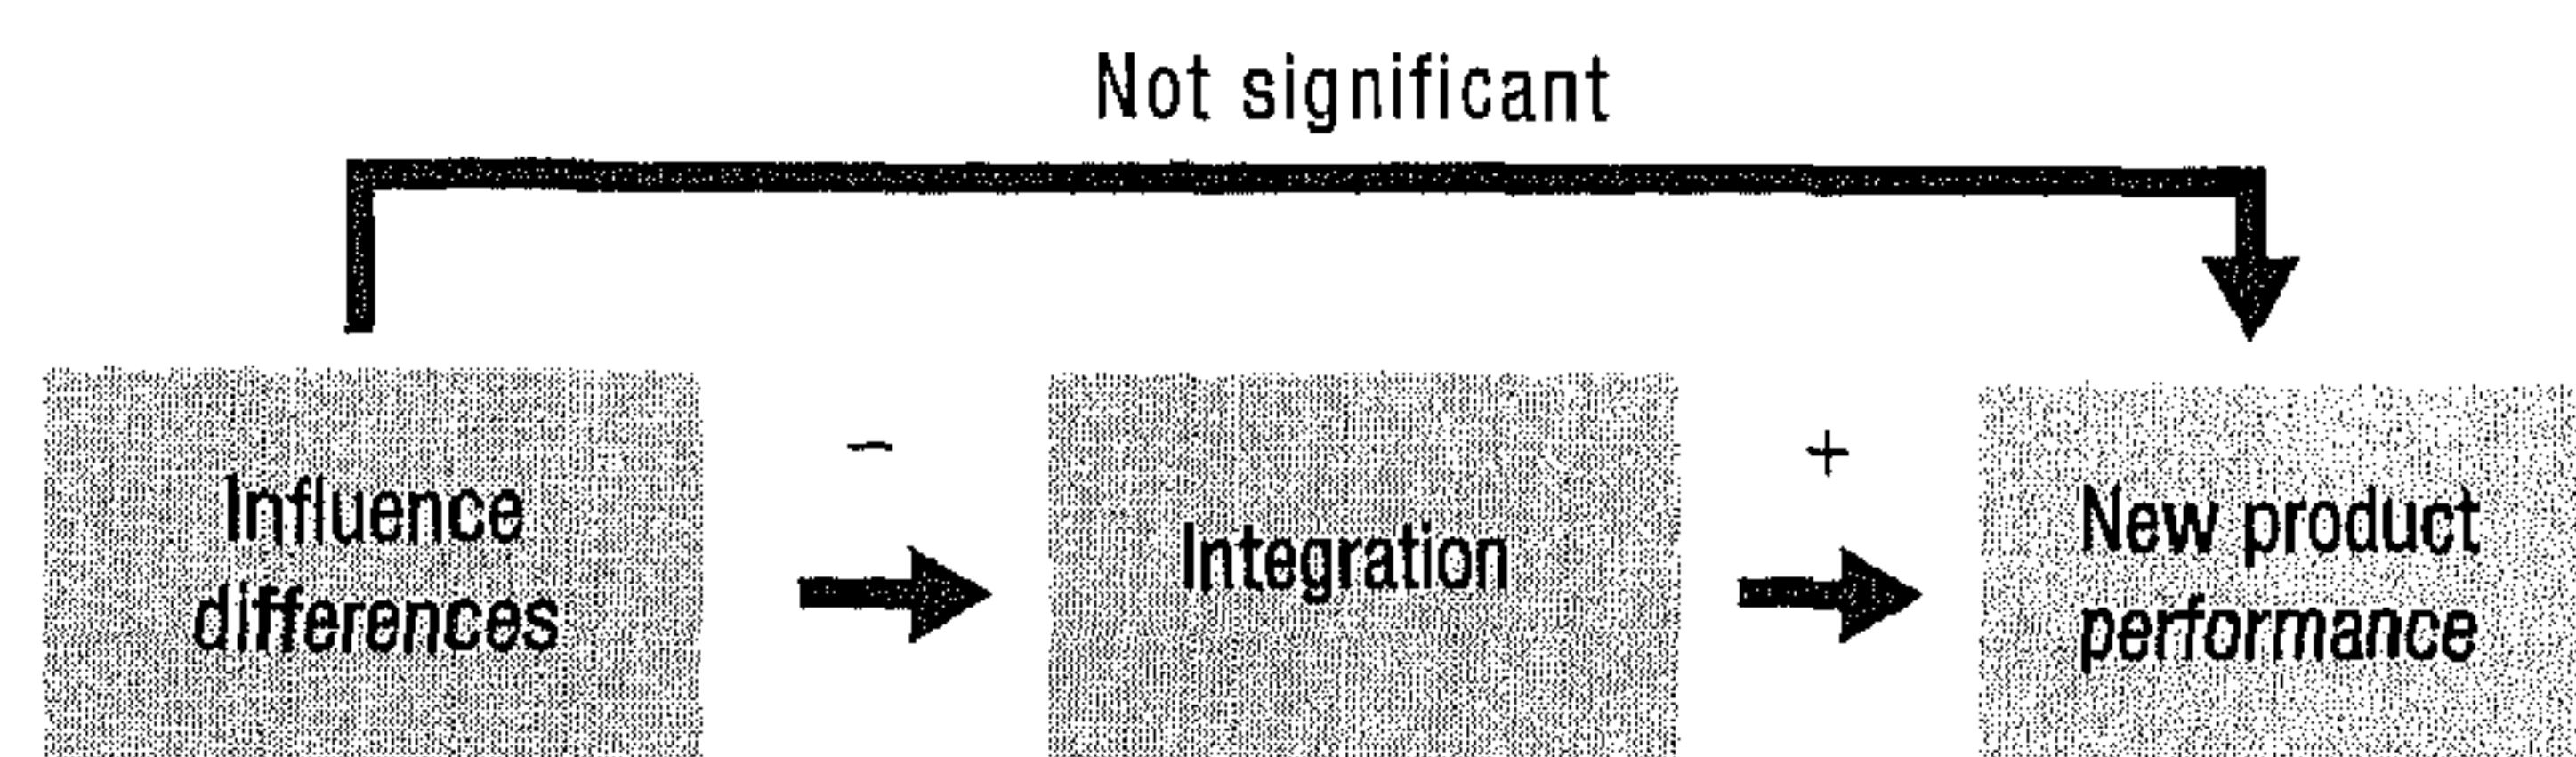 Not significant
−
+
Influence
differences
Integration
New product
performance